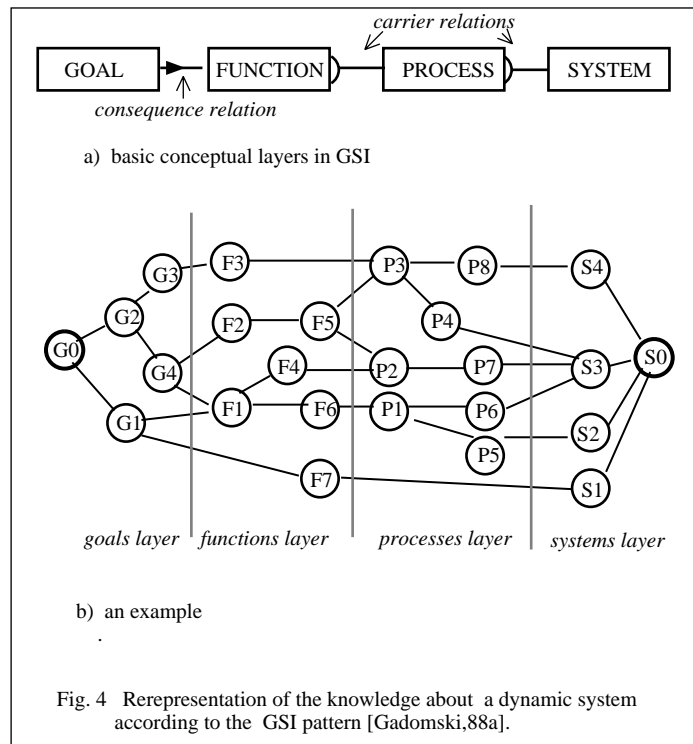 carrier relations
GOAL FUNCTION PROCESS SYSTEM
consequence relation
a) basic conceptual layers in GSI
G3 F3 P3 P8 S4
G2 F2 F5 P4
G0 G4 F4 P2 P7 S3 S0
G1 F1 F6 P1 P6 S2
P5
F7 S1
goals layer functions layer processes layer systems layer
b) an example
.
Fig. 4 Rerepresentation of the knowledge about a dynamic system
according to the GSI pattern [Gadomski,88a].